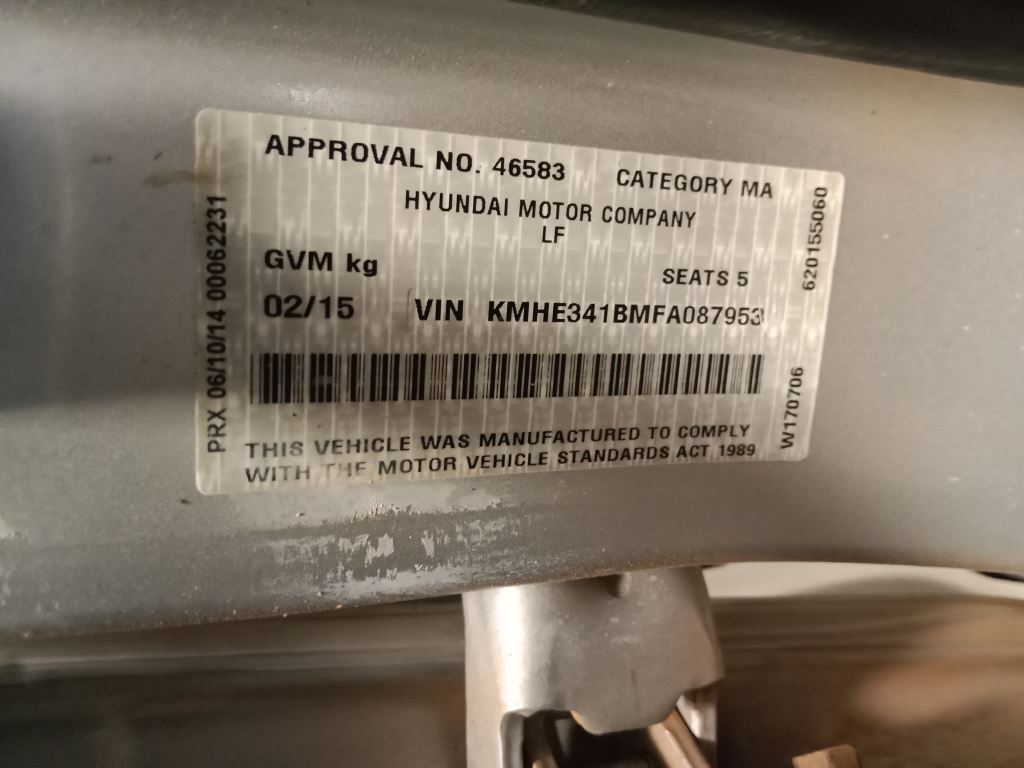 APPROVAL NO. 46583 CATEGORY MA
HYUNDAI MOTOR COMPANY
LF
GVM kg SEATS 5
02/15 VIN KMHE341BMFA087953
THIS VEHICLE WAS MANUFACTURED TO COMPLY
WITH THE MOTOR VEHICLE STANDARDS ACT 1989
PRX 06/10/14 00062231
W170706 620155060